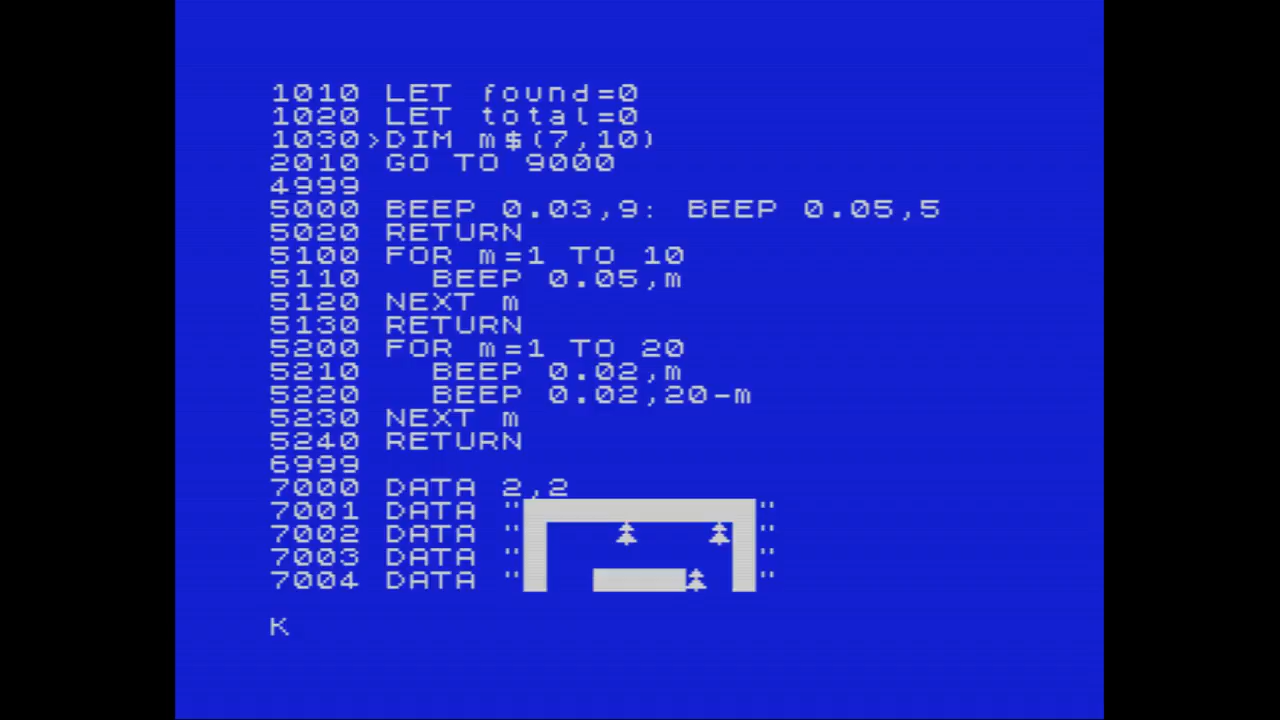 1010 LET found=0
1020 LET total=0
1030>DIM m$(7,10)
2010 GO TO 9000
4999
5000 BEEP 0.03,9: BEEP 0.05,5
5020 RETURN
5100 FOR m=1 TO 10
5110   BEEP 0.05,m
5120 NEXT m
5130 RETURN
5200 FOR m=1 TO 20
5210   BEEP 0.02,m
5220   BEEP 0.02,20-m
5230 NEXT m
5240 RETURN
6999
7000 DATA 2,2
7001 DATA "██████████"
7002 DATA "█   ♣   ♣█"
7003 DATA "█        █"
7004 DATA "█  ████♣ █"
K